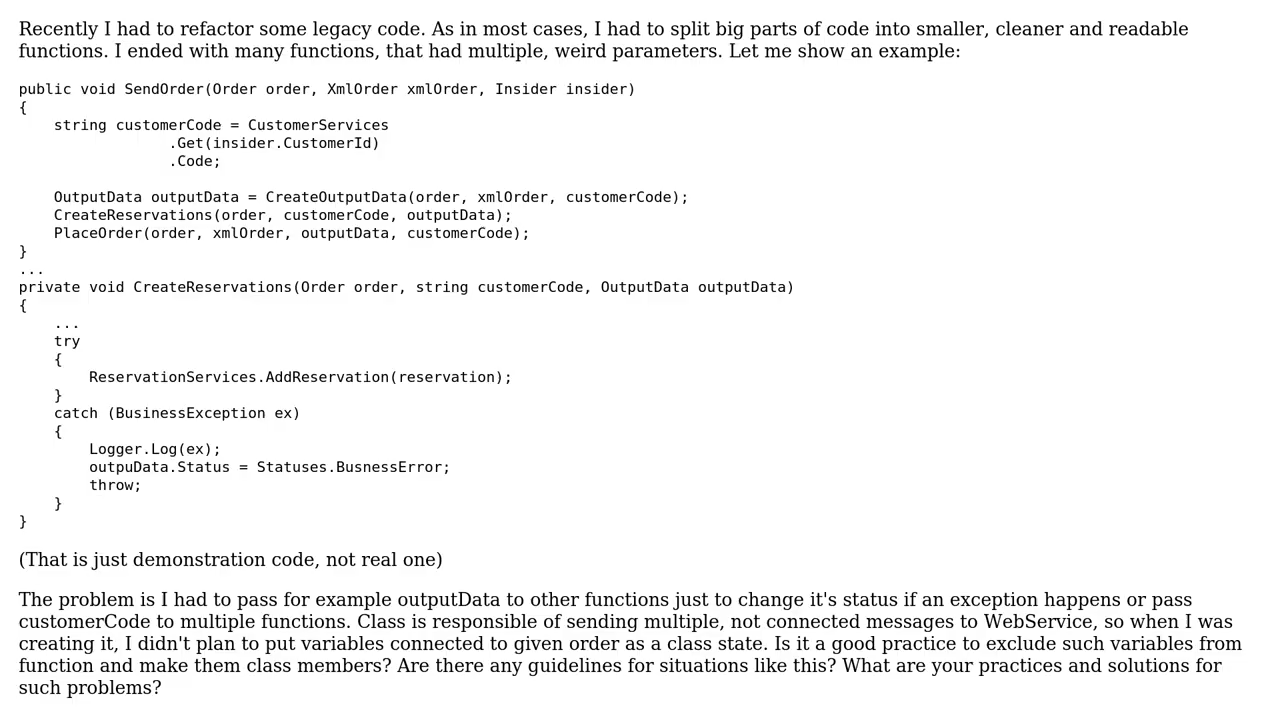 Recently I had to refactor some legacy code. As in most cases, I had to split big parts of code into smaller, cleaner and readable
functions. I ended with many functions, that had multiple, weird parameters. Let me show an example:
public void SendOrder(Order order, XmlOrder xmlOrder, Insider insider)
{
    string customerCode = CustomerServices
                 .Get(insider.CustomerId)
                 .Code;
    OutputData outputData = CreateOutputData(order, xmlOrder, customerCode);
    CreateReservations(order, customerCode, outputData);
    PlaceOrder(order, xmlOrder, outputData, customerCode);
}
...
private void CreateReservations(Order order, string customerCode, OutputData outputData)
{
    ...
    try
    {
        ReservationServices.AddReservation(reservation);
    }
    catch (BusinessException ex)
    {
        Logger.Log(ex);
        outpuData.Status = Statuses.BusnessError;
        throw;
    }
}
(That is just demonstration code, not real one)
The problem is I had to pass for example outputData to other functions just to change it's status if an exception happens or pass
customerCode to multiple functions. Class is responsible of sending multiple, not connected messages to WebService, so when I was
creating it, I didn't plan to put variables connected to given order as a class state. Is it a good practice to exclude such variables from
function and make them class members? Are there any guidelines for situations like this? What are your practices and solutions for
such problems?